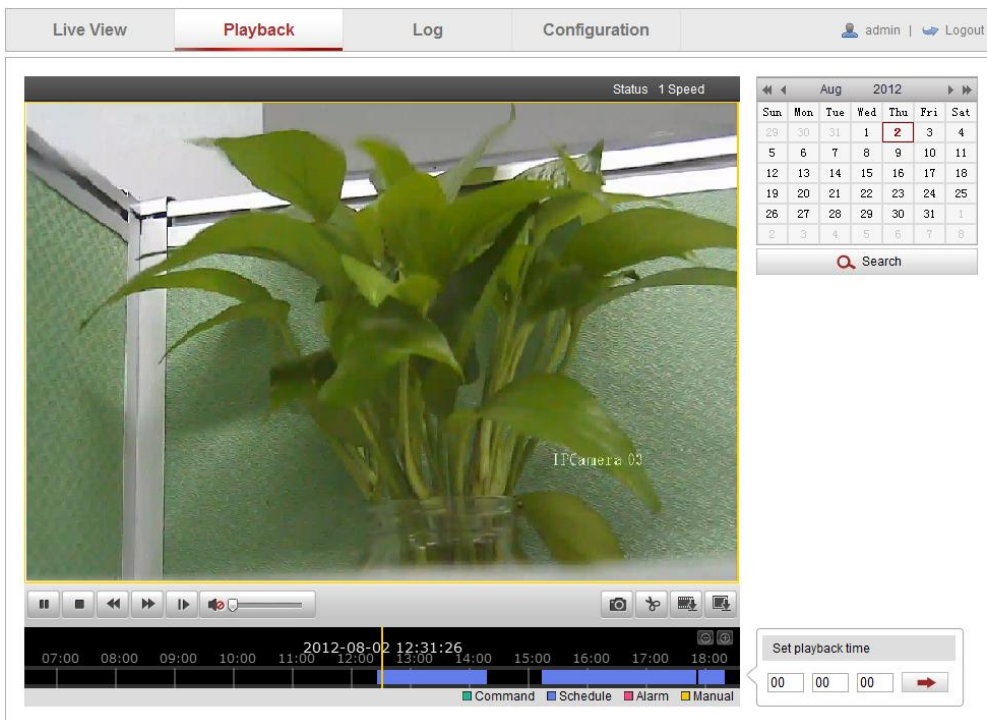 Live View Playback Log Configuration admin | Logout
Status 1 Speed
Aug 2012
Sun Mon Tue Wed Thu Fri Sat
29 30 31 1 2 3 4
5 6 7 8 9 10 11
12 13 14 15 16 17 18
19 20 21 22 23 24 25
26 27 28 29 30 31 1
2 3 4 5 6 7 8
Search
IPCamera 03
2012-08-02 12:31:26
07:00 08:00 09:00 10:00 11:00 12:00 13:00 14:00 15:00 16:00 17:00 18:00
Command Schedule Alarm Manual
Set playback time
00 00 00